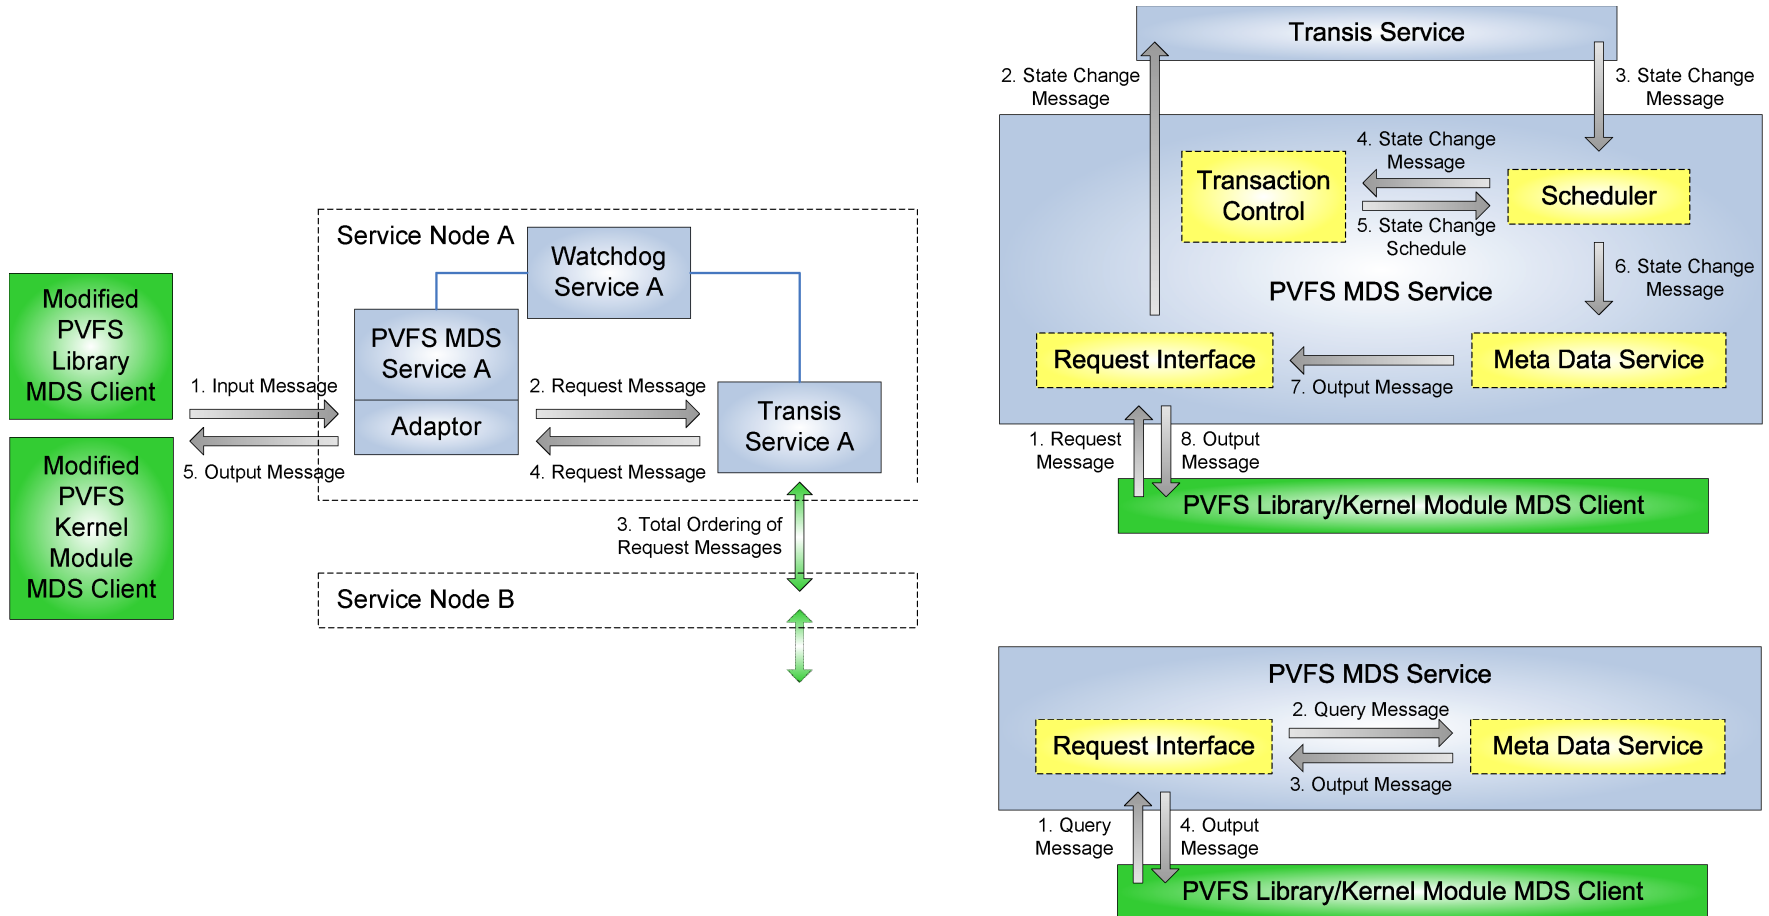 Service Node A
Watchdog
Service A
Modified
PVFS
Library
MDS Client
PVFS MDS
Service A
Adaptor
1. Input Message
2. Request Message
Transis
Service A
5. Output Message
4. Request Message
Modified
PVFS
Kernel
Module
MDS Client
3. Total Ordering of
Request Messages
Service Node B
Transis Service
2. State Change
Message
3. State Change
Message
4. State Change
Message
Transaction
Control
Scheduler
5. State Change
Schedule
6. State Change
Message
PVFS MDS Service
Request Interface
Meta Data Service
7. Output Message
1. Request
Message
8. Output
Message
PVFS Library/Kernel Module MDS Client
PVFS MDS Service
2. Query Message
Request Interface
Meta Data Service
3. Output Message
1. Query
Message
4. Output
Message
PVFS Library/Kernel Module MDS Client